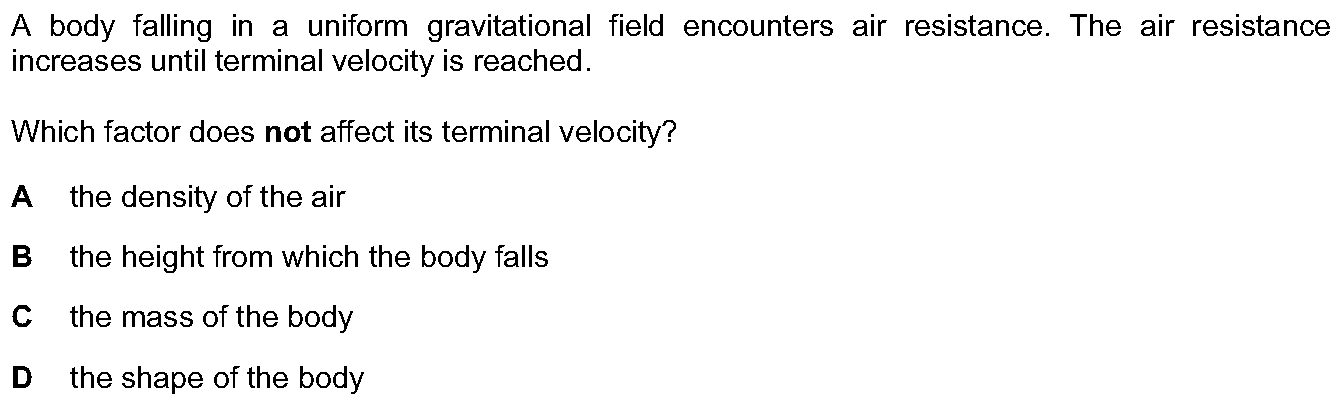 A body falling in a uniform gravitational field encounters air resistance. The air resistance
increases until terminal velocity is reached.
Which factor does not affect its terminal velocity?
A the density of the air
B the height from which the body falls
C the mass of the body
D the shape of the body